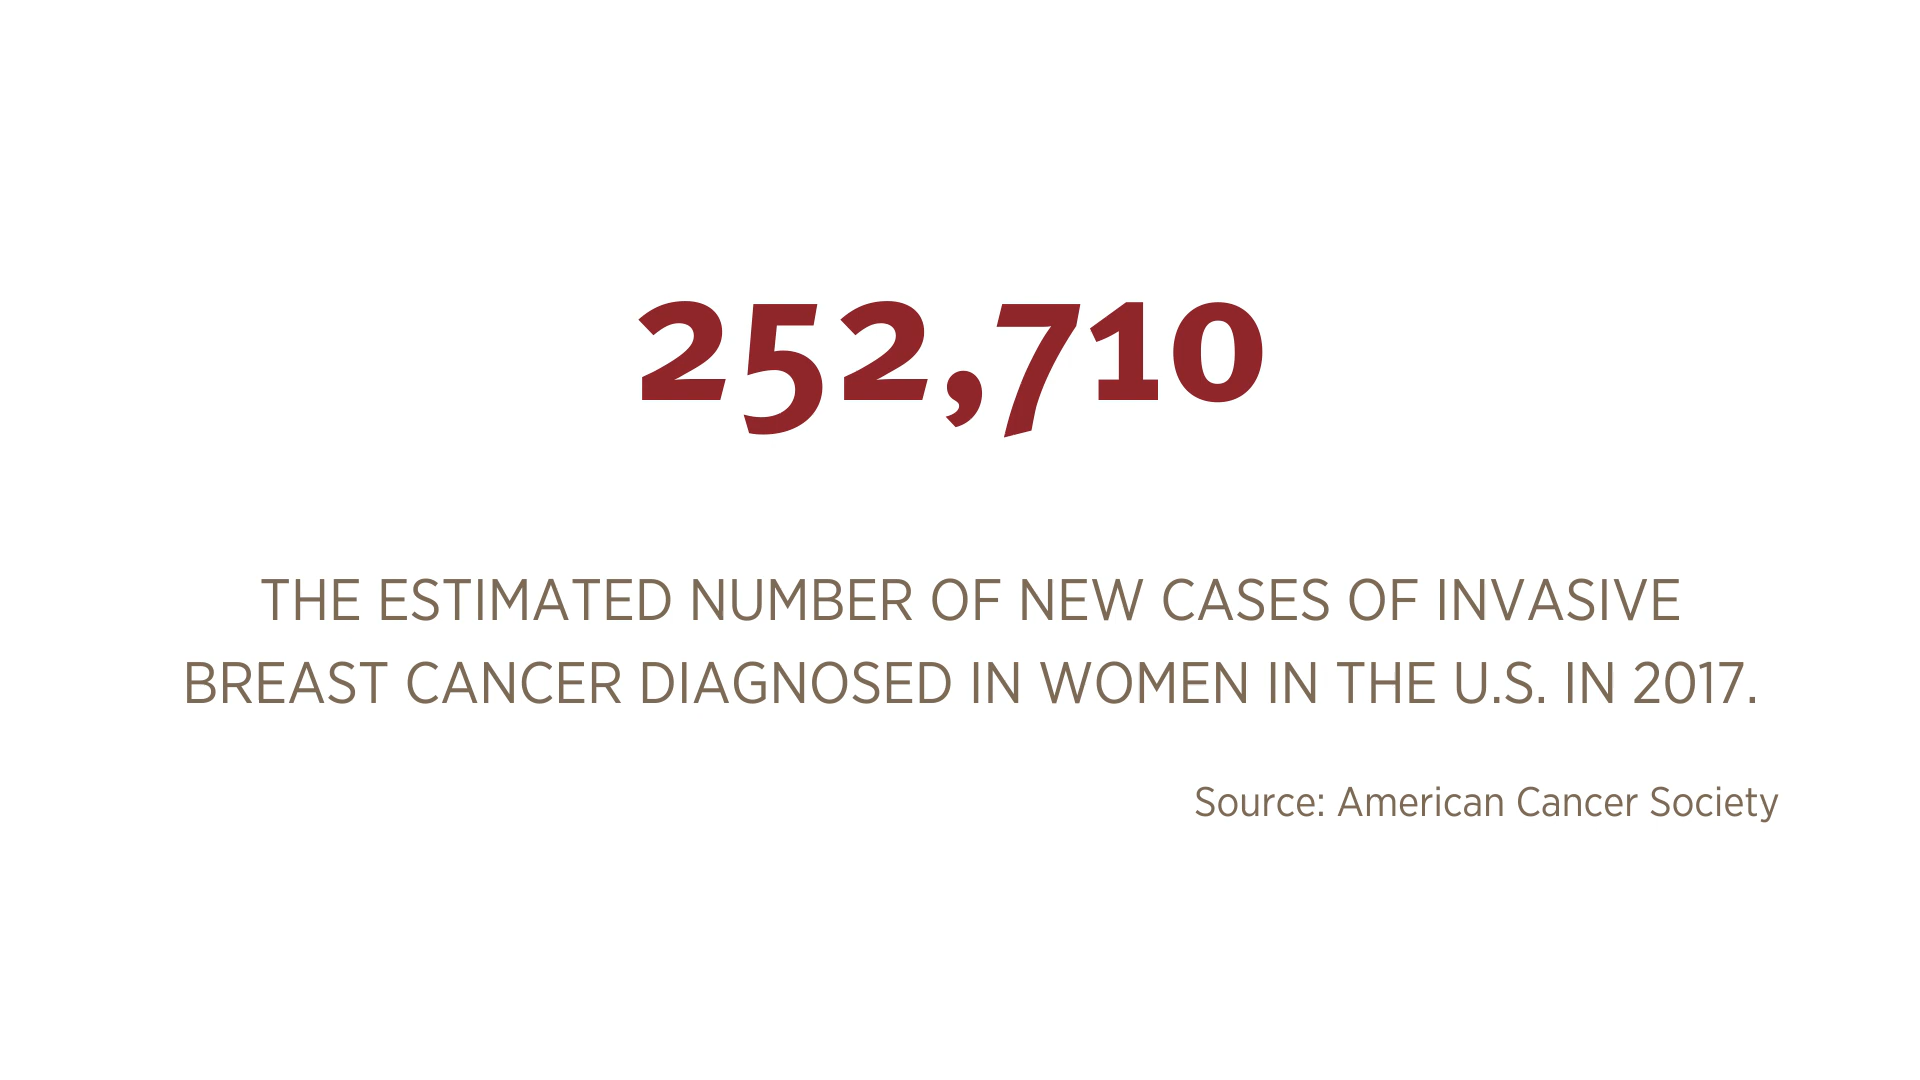 252,710
THE ESTIMATED NUMBER OF NEW CASES OF INVASIVE
BREAST CANCER DIAGNOSED IN WOMEN IN THE U.S. IN 2017.
Source: American Cancer Society